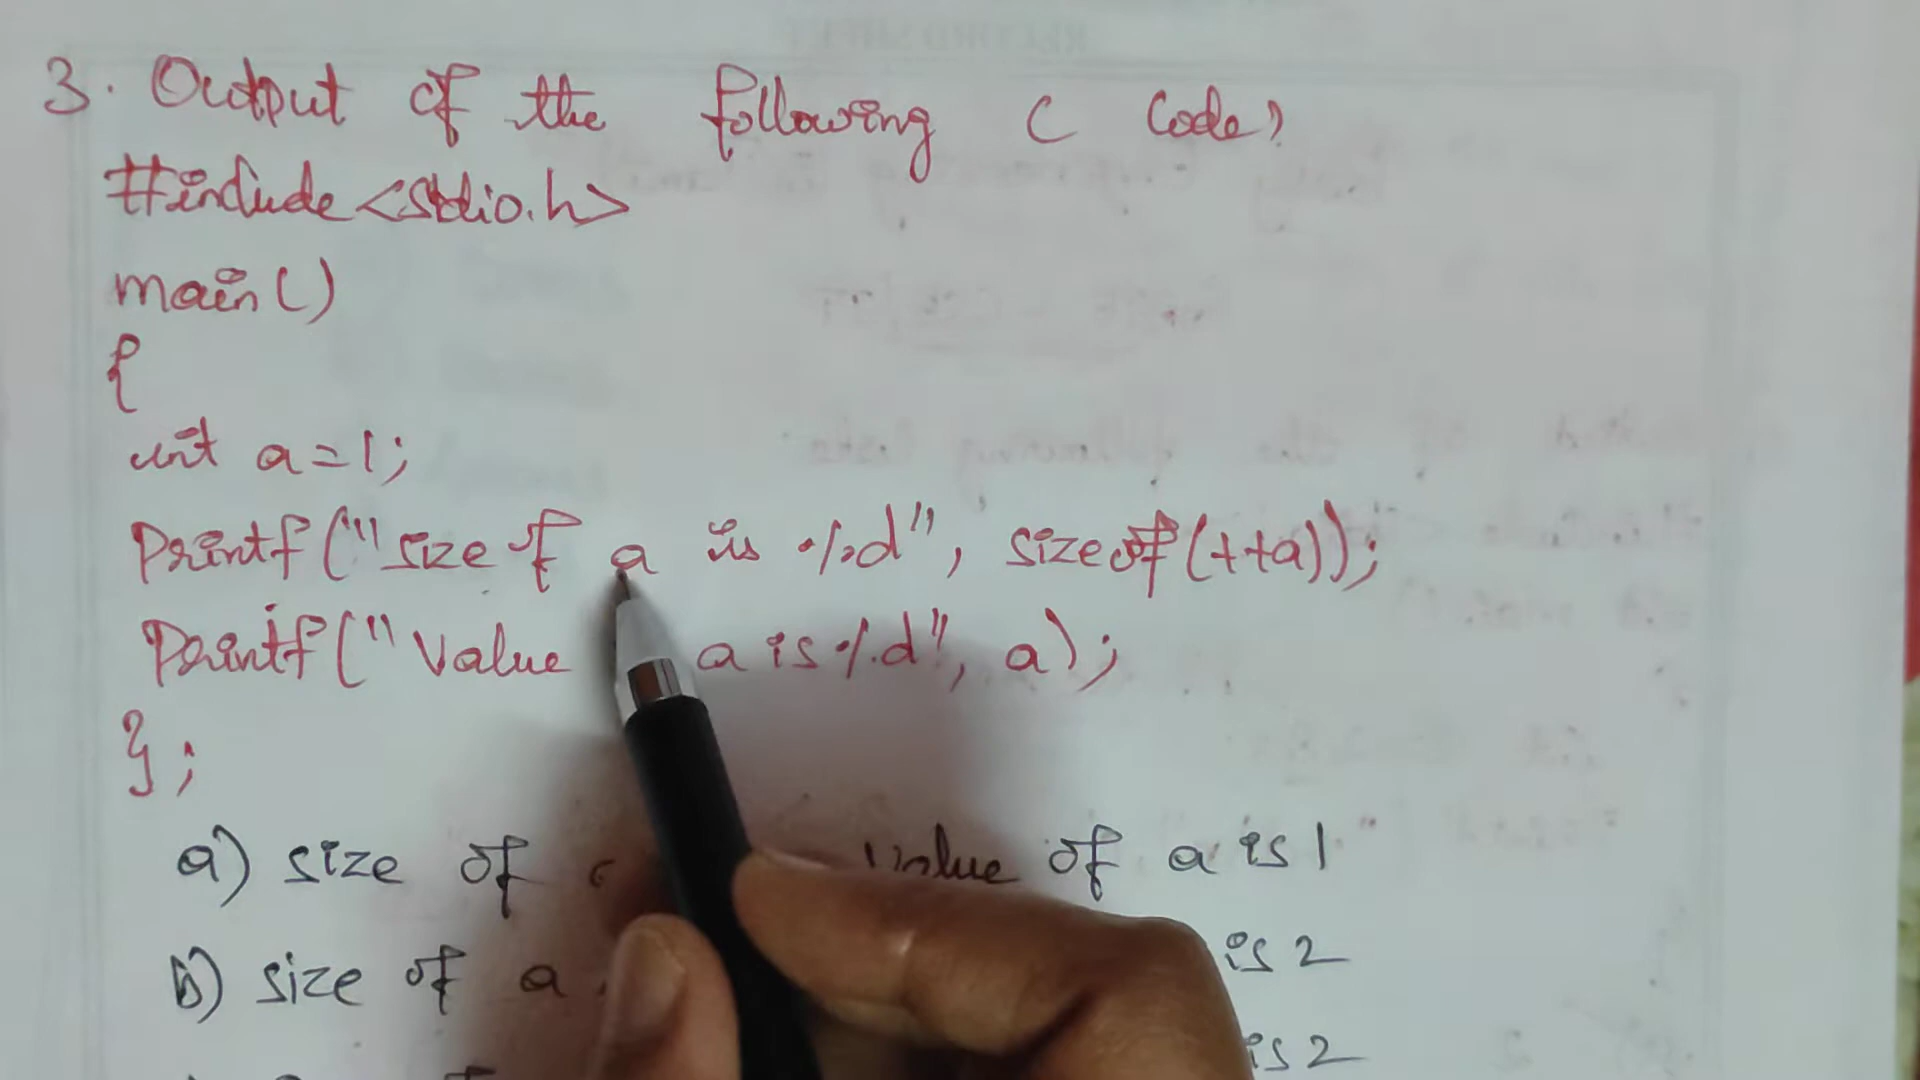 3. Output of the following C Code?
#include<stdio.h>
main()
{
int a=1;
Printf("size of a is %d", sizeof(++a));
Printf("Value a is %d", a);
};
a) size of value of a is 1
b) size of a is 2
is 2